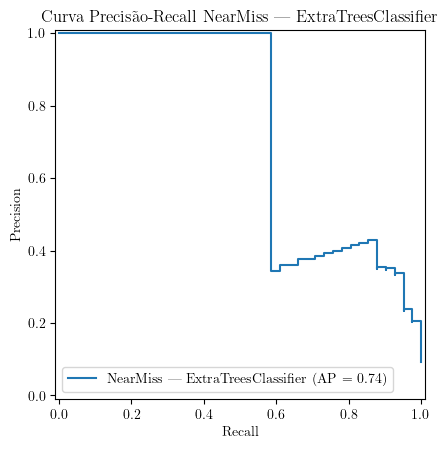 Curva Precisão-Recall NearMiss — ExtraTreesClassifier
1.0
0.8
0.6
0.4
0.2
0.0
Precision
NearMiss — ExtraTreesClassifier (AP = 0.74)
0.0 0.2 0.4 0.6 0.8 1.0
Recall